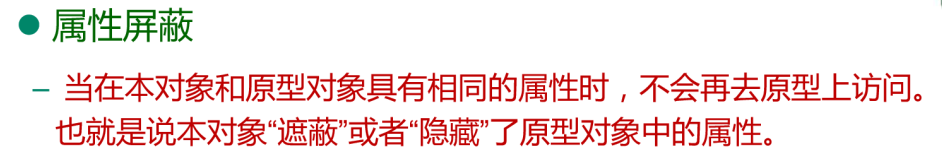 ● 属性屏蔽
– 当在本对象和原型对象具有相同的属性时，不会再去原型上访问。
也就是说本对象“遮蔽”或者“隐藏”了原型对象中的属性。